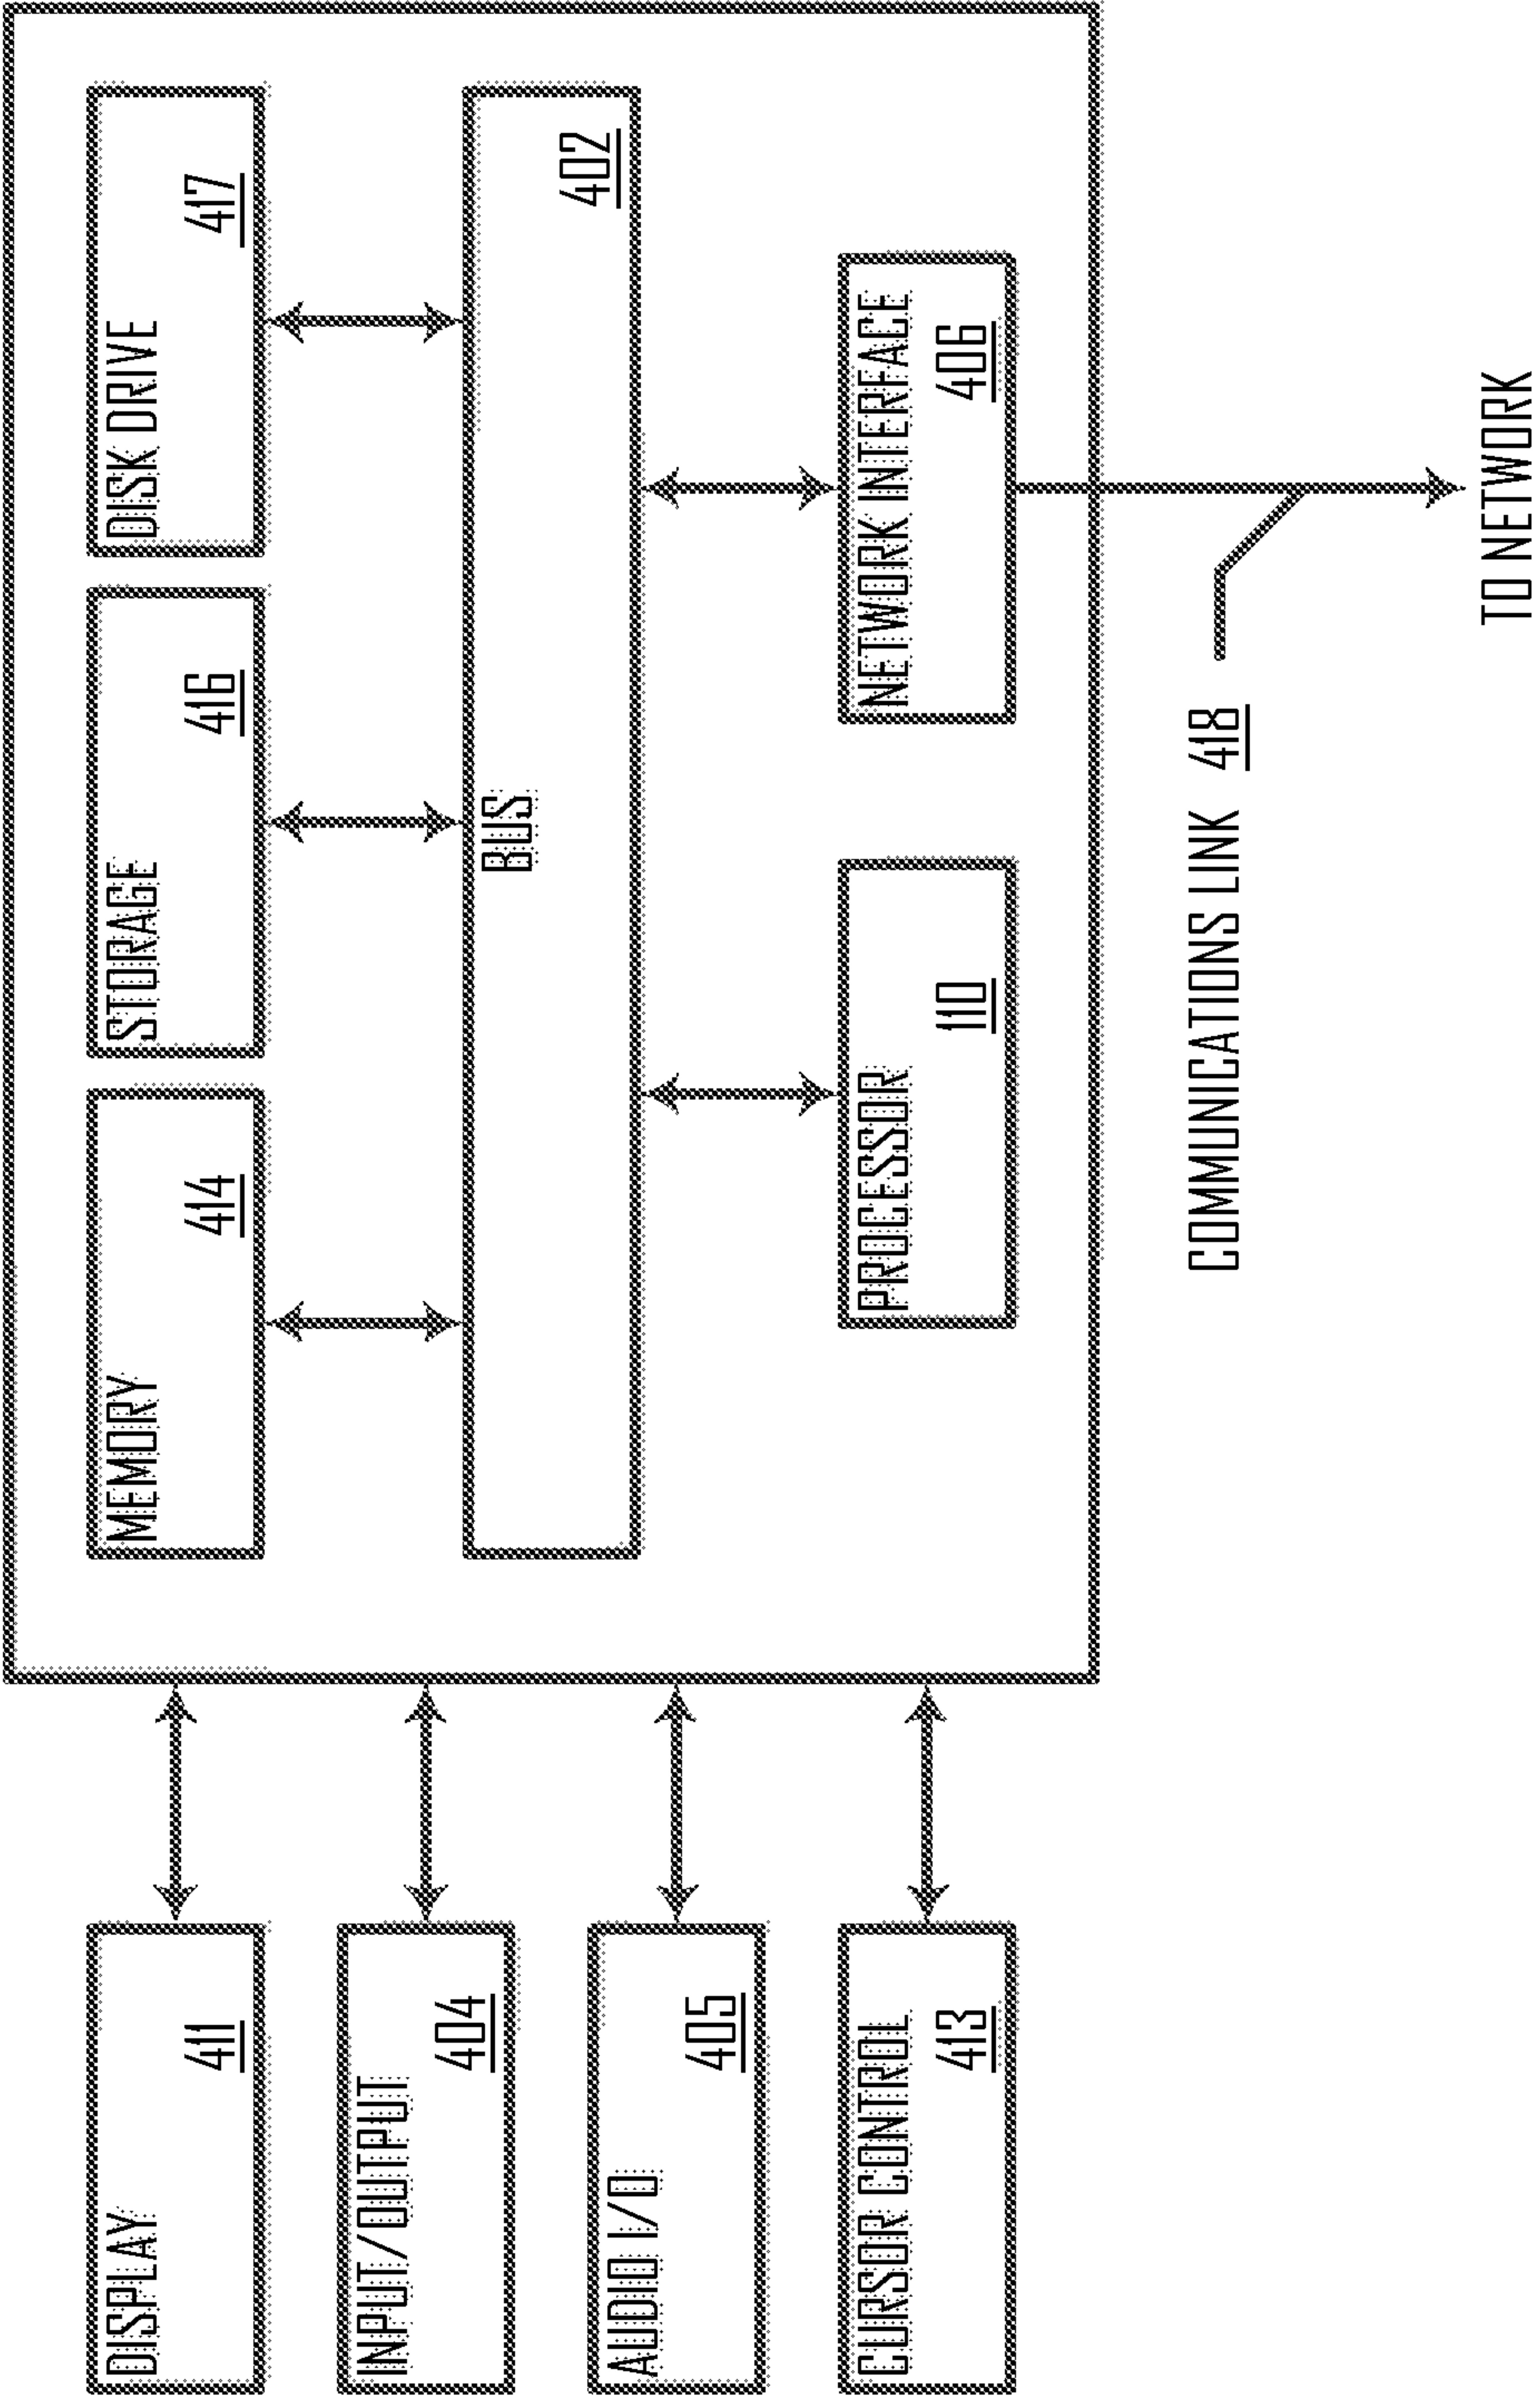 DISPLAY
411
INPUT/OUTPUT
404
AUDIO I/O
405
CURSOR CONTROL
413
MEMORY
414
STORAGE
416
DISK DRIVE
417
BUS
402
PROCESSOR
110
NETWORK INTERFACE
406
COMMUNICATIONS LINK 418
TO NETWORK